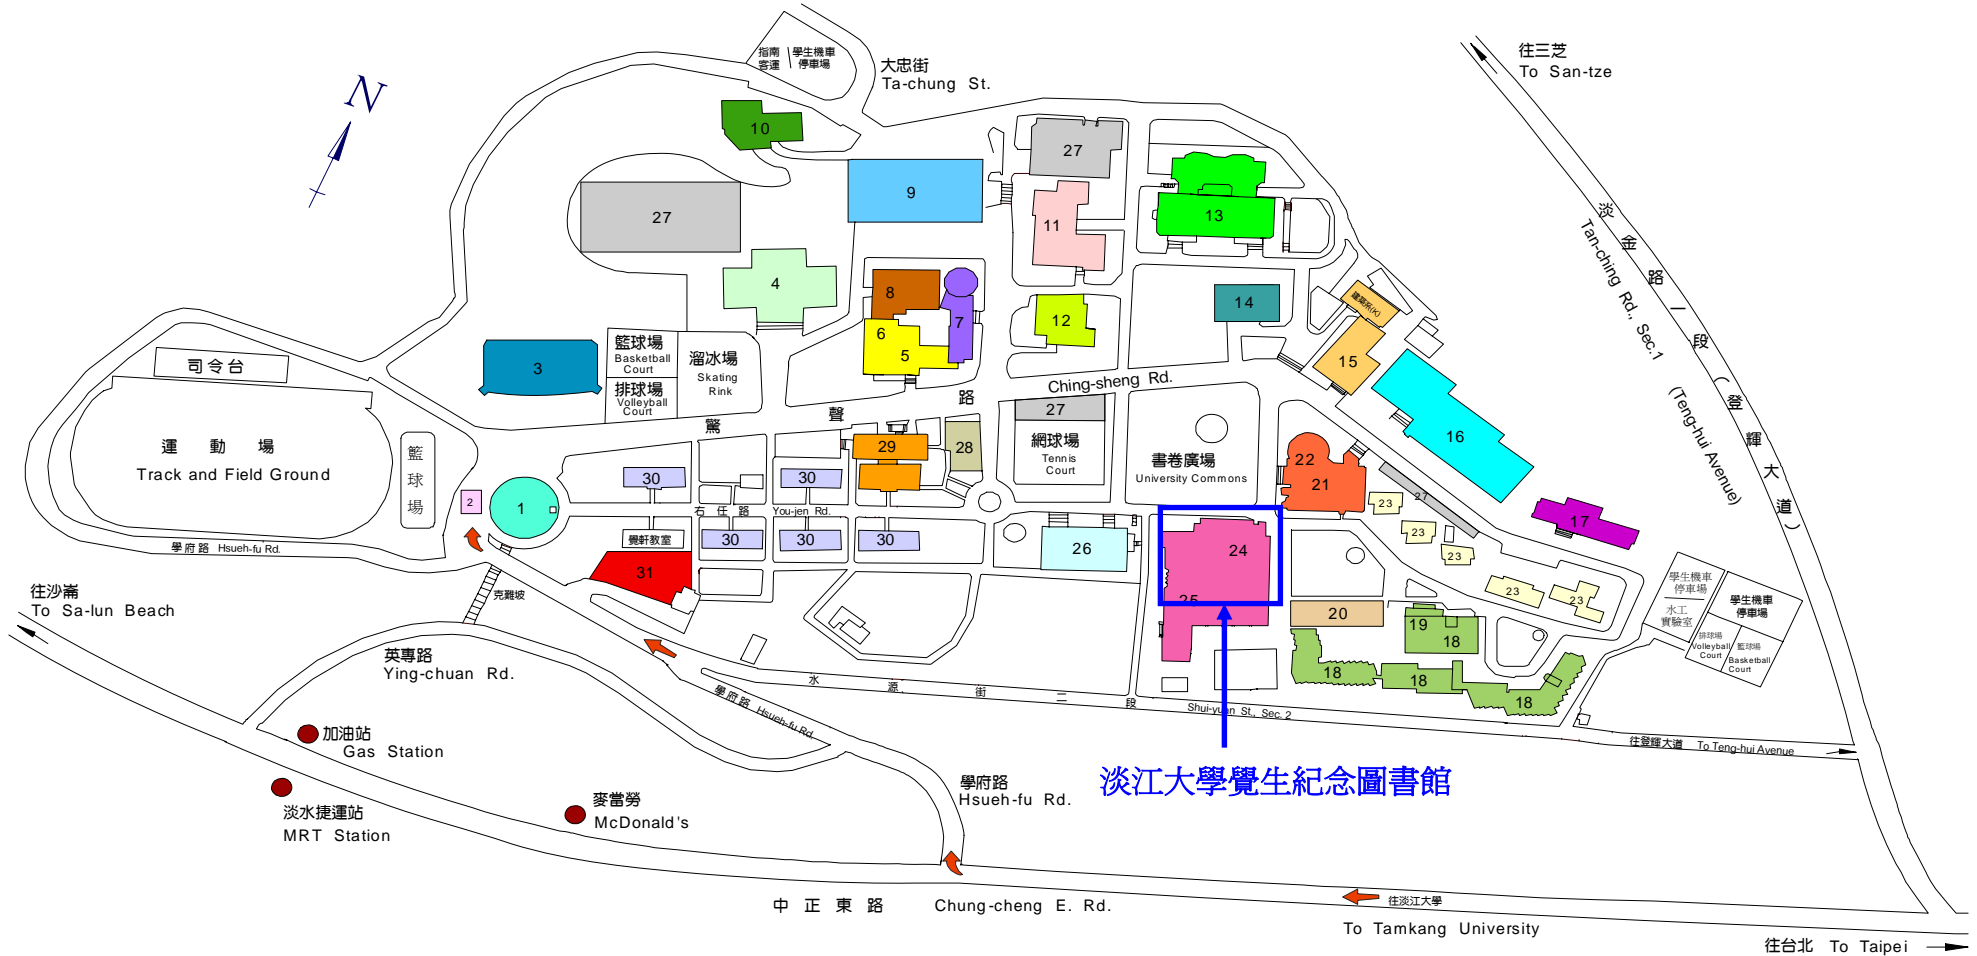 指南
客運
學生機車
停車場
大忠街
Ta-chung St.
往三芝
To San-tze
N
10
27
9
27
11
13
淡金路一段（登輝大道）
Tan-ching Rd., Sec.1 (Teng-hui Avenue)
4
8
7
6
5
12
14
建築系(K)
15
司令台
3
籃球場
Basketball
Court
排球場
Volleyball
Court
溜冰場
Skating
Rink
驚聲路
Ching-sheng Rd.
運動場
Track and Field Ground
籃球場
2
1
30
30
29
28
27
網球場
Tennis
Court
書卷廣場
University Commons
22
21
16
27
17
23
23
23
23
23
右任路 You-jen Rd.
覺軒教室
30
30
30
31
26
24
25
20
19
18
18
18
18
學府路 Hsueh-fu Rd.
克難坡
往沙崙
To Sa-lun Beach
英專路
Ying-chuan Rd.
學生機車
停車場
水工
實驗室
學生機車
停車場
排球場
Volleyball
Court
籃球場
Basketball
Court
水源街二段 Shui-yuan St., Sec. 2
學府路 Hsueh-fu Rd.
往登輝大道 To Teng-hui Avenue
加油站
Gas Station
淡水捷運站
MRT Station
麥當勞
McDonald's
學府路
Hsueh-fu Rd.
淡江大學覺生紀念圖書館
中正東路 Chung-cheng E. Rd.
往淡江大學
To Tamkang University
往台北 To Taipei